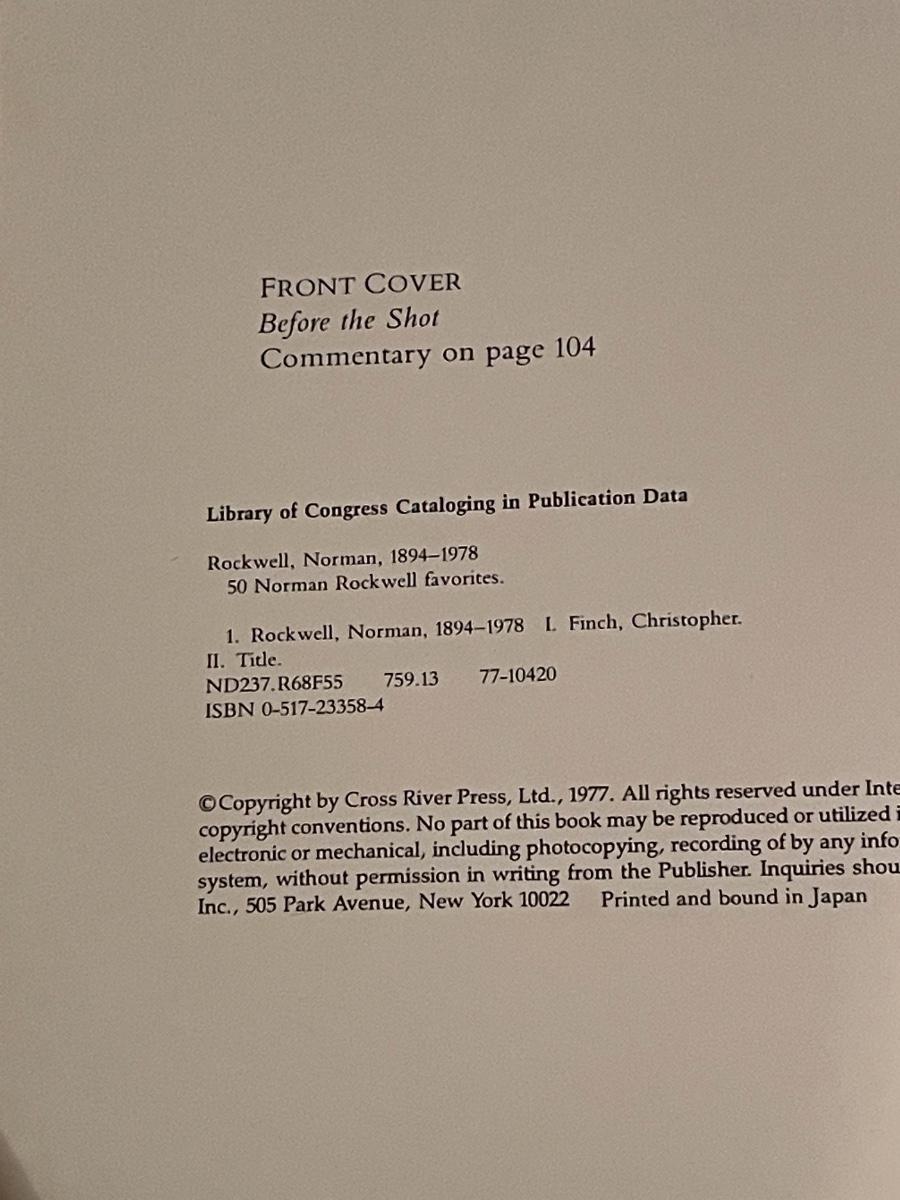 FRONT COVER
Before the Shot
Commentary on page 104
Library of Congress Cataloging in Publication Data
Rockwell, Norman, 1894–1978
50 Norman Rockwell favorites.
1. Rockwell, Norman, 1894–1978 I. Finch, Christopher.
II. Title.
ND237.R68F55 759.13 77-10420
ISBN 0-517-23358-4
©Copyright by Cross River Press, Ltd., 1977. All rights reserved under Inte
copyright conventions. No part of this book may be reproduced or utilized i
electronic or mechanical, including photocopying, recording of by any info
system, without permission in writing from the Publisher. Inquiries shou
Inc., 505 Park Avenue, New York 10022 Printed and bound in Japan